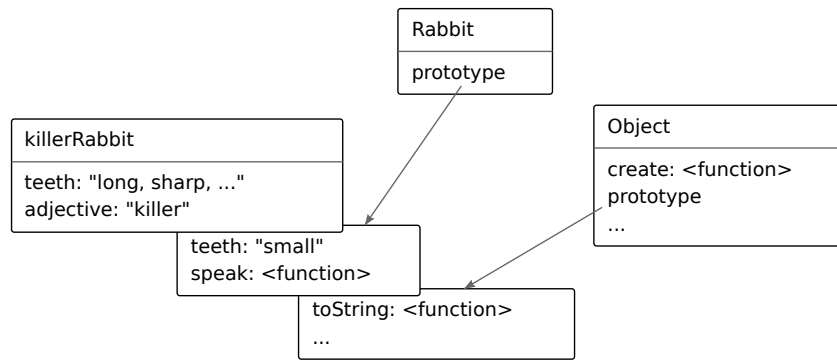 Rabbit
prototype
killerRabbit
teeth: "long, sharp, ..."
adjective: "killer"
Object
create: <function>
prototype
...
teeth: "small"
speak: <function>
toString: <function>
...